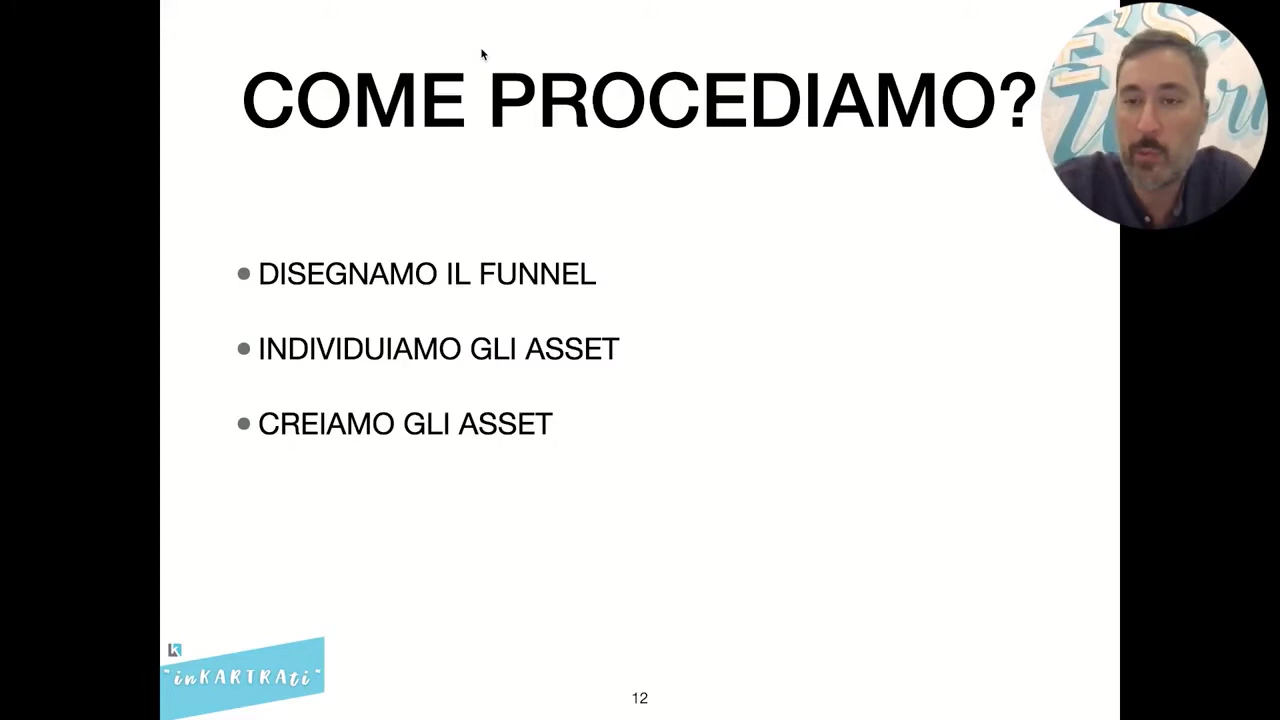 COME PROCEDIAMO?
DISEGNAMO IL FUNNEL
INDIVIDUIAMO GLI ASSET
CREIAMO GLI ASSET
"inKARTRAti"
12